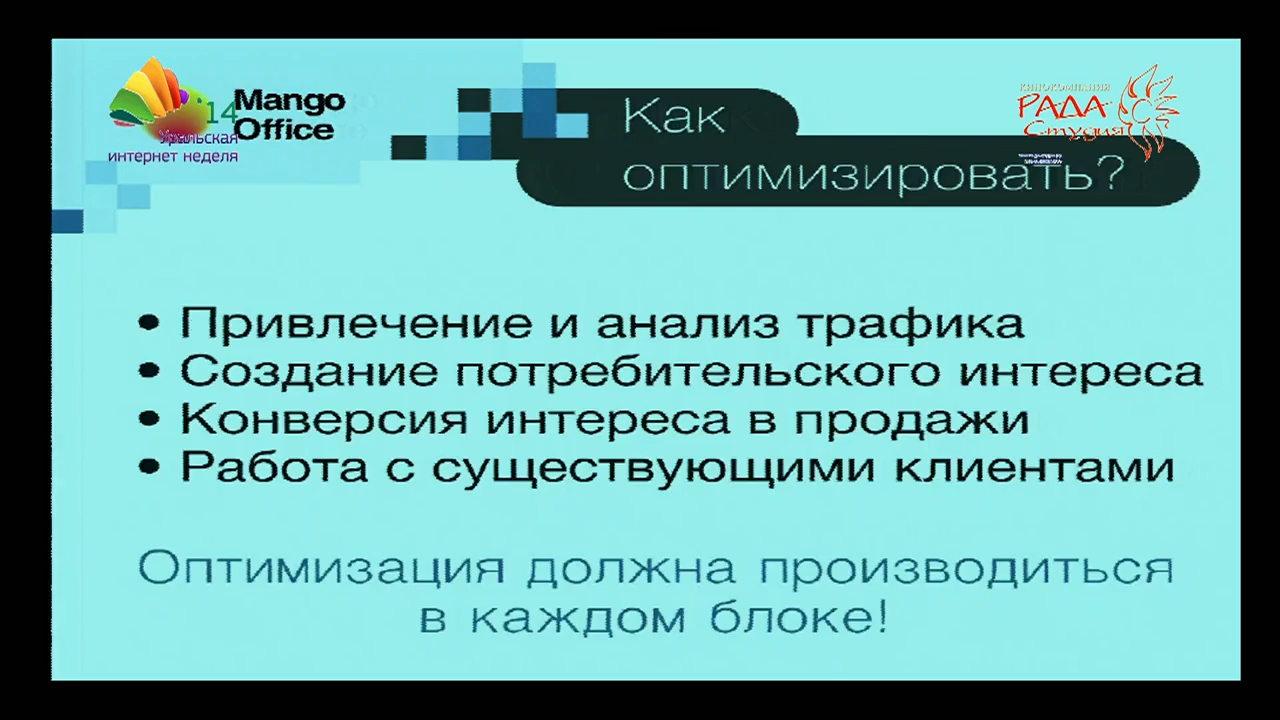 '14
Уральская
интернет неделя
Mango
Office
КИНОКОМПАНИЯ
РАДА
Студия
Как
оптимизировать?
• Привлечение и анализ трафика
• Создание потребительского интереса
• Конверсия интереса в продажи
• Работа с существующими клиентами
Оптимизация должна производиться
в каждом блоке!